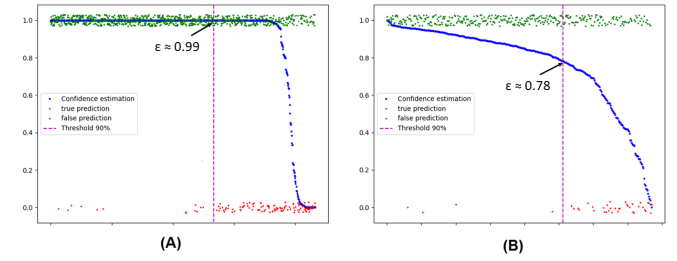 1.0
0.8
0.6
0.4
0.2
0.0
ε ≈ 0.99
Confidence estimation
true prediction
false prediction
Threshold 90%
(A)
1.0
0.8
0.6
0.4
0.2
0.0
ε ≈ 0.78
Confidence estimation
true prediction
false prediction
Threshold 90%
(B)